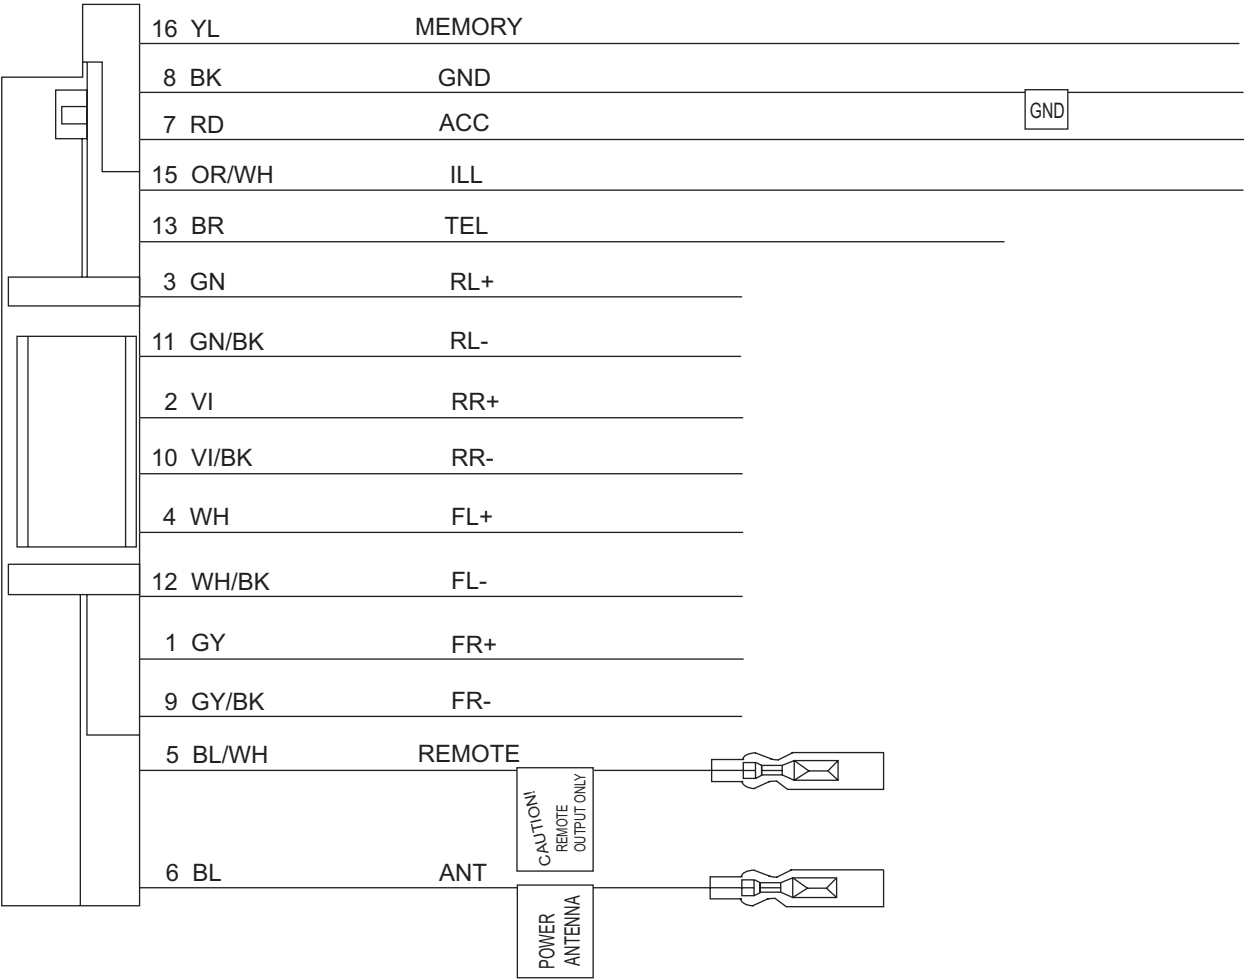 16 YL MEMORY
8 BK GND
GND
7 RD ACC
15 OR/WH ILL
13 BR TEL
3 GN RL+
11 GN/BK RL-
2 VI RR+
10 VI/BK RR-
4 WH FL+
12 WH/BK FL-
1 GY FR+
9 GY/BK FR-
5 BL/WH REMOTE
CAUTION!
REMOTE
OUTPUT ONLY
6 BL ANT
POWER
ANTENNA